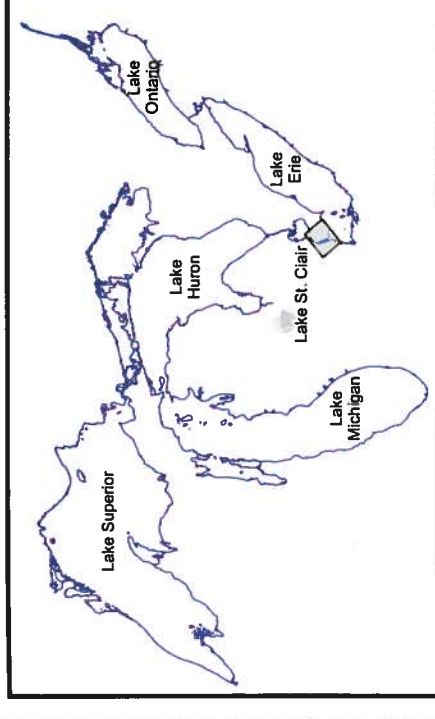 Lake Superior
Lake
Michigan
Lake
Huron
Lake St. Clair
Lake
Erie
Lake
Ontario